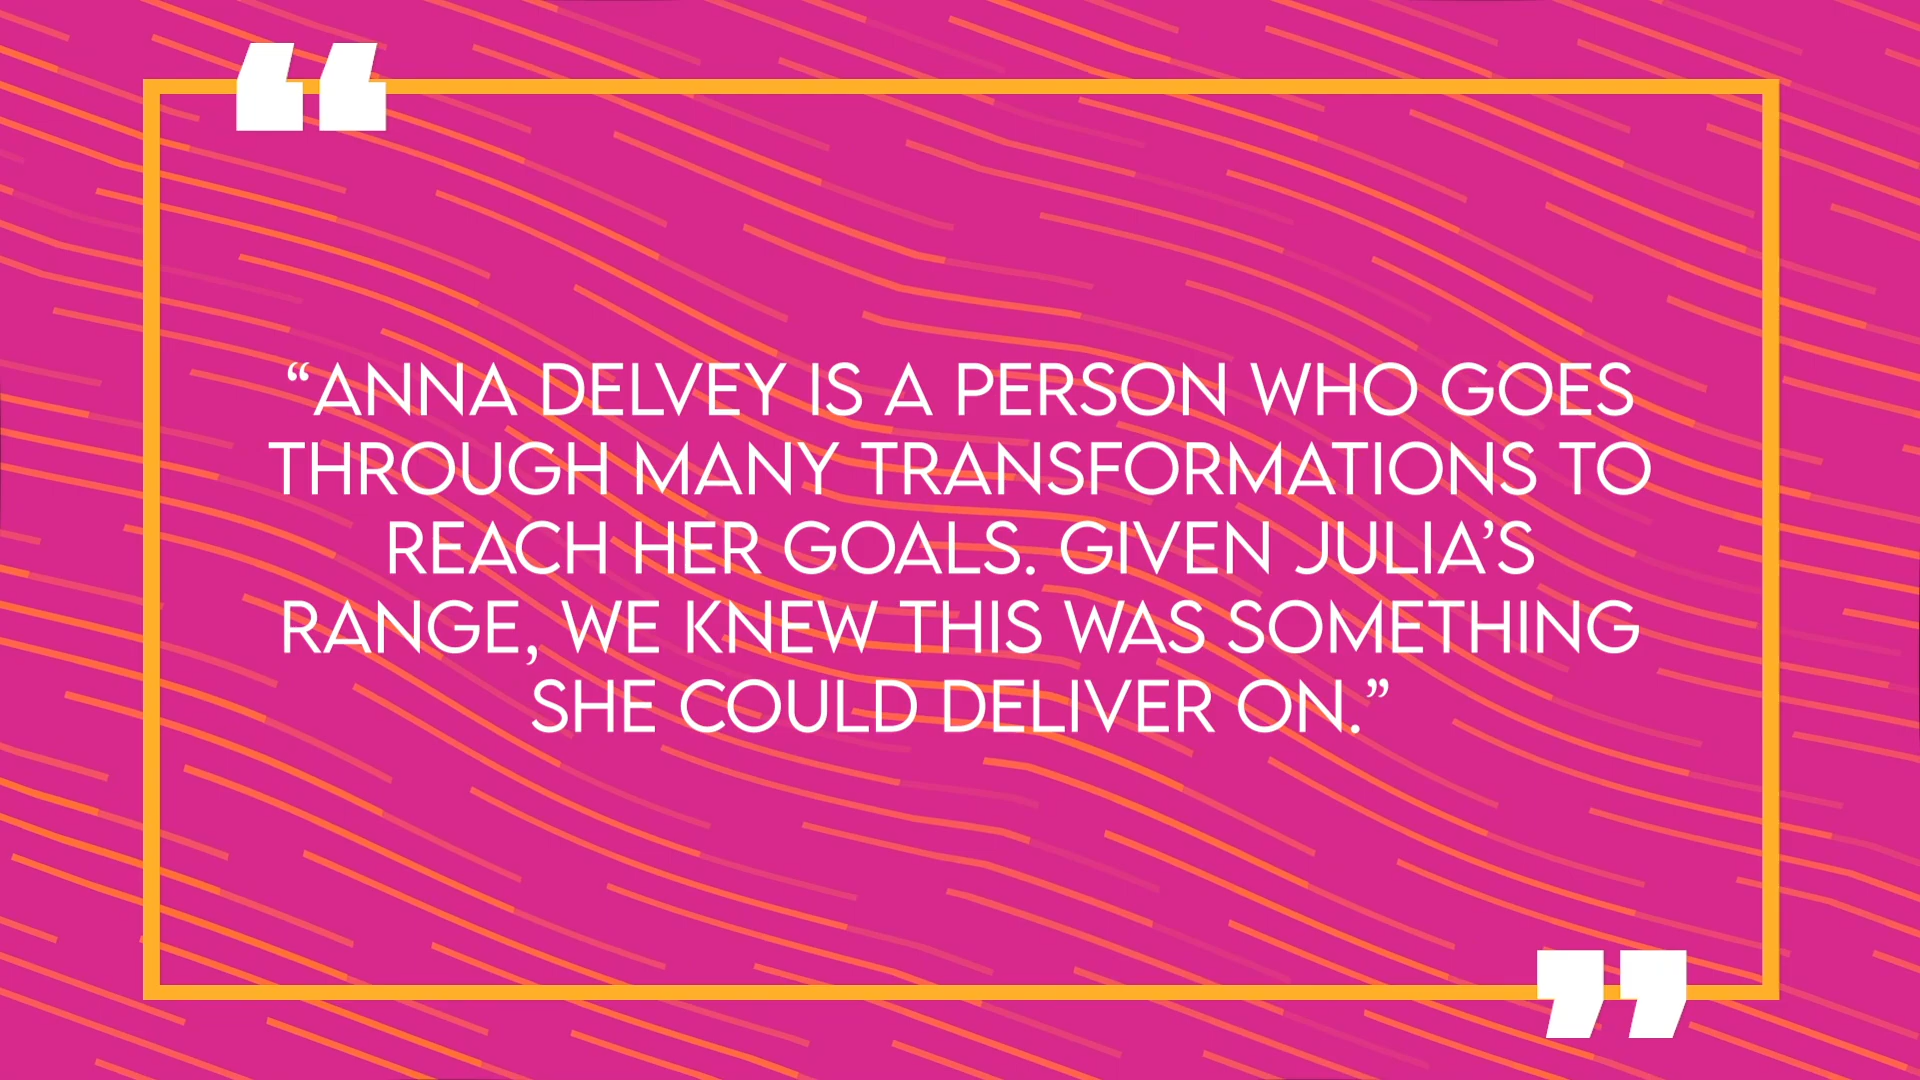 “ANNA DELVEY IS A PERSON WHO GOES
THROUGH MANY TRANSFORMATIONS TO
REACH HER GOALS. GIVEN JULIA’S
RANGE, WE KNEW THIS WAS SOMETHING
SHE COULD DELIVER ON.”